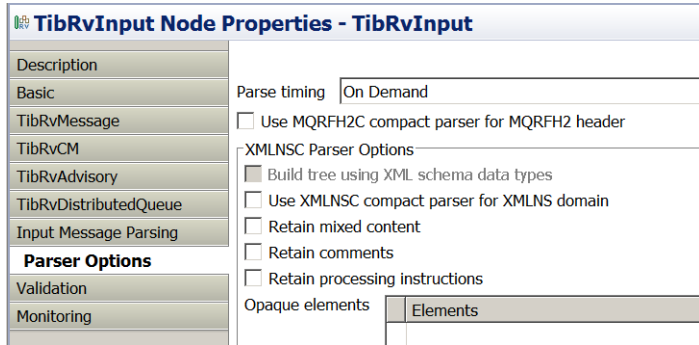 TibRvInput Node Properties - TibRvInput
Description
Basic
TibRvMessage
TibRvCM
TibRvAdvisory
TibRvDistributedQueue
Input Message Parsing
Parser Options
Validation
Monitoring
Parse timing On Demand
Use MQRFH2C compact parser for MQRFH2 header
XMLNSC Parser Options
Build tree using XML schema data types
Use XMLNSC compact parser for XMLNS domain
Retain mixed content
Retain comments
Retain processing instructions
Opaque elements Elements